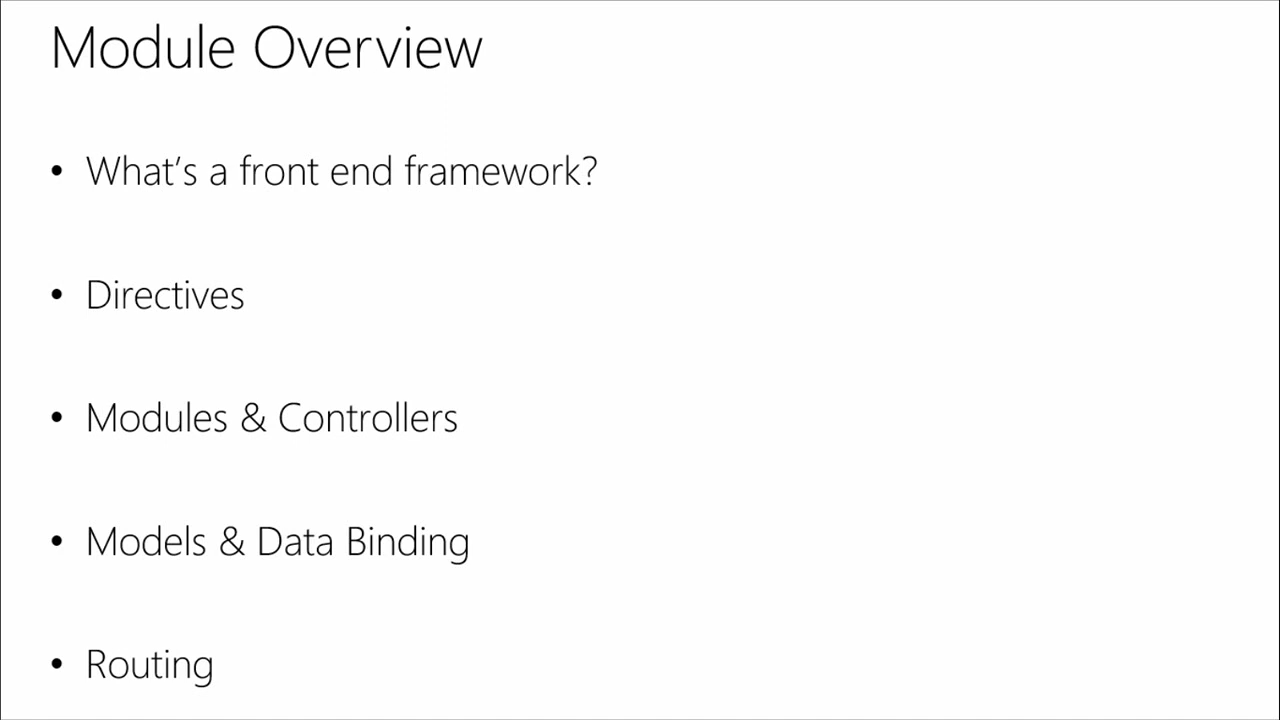 Module Overview
• What's a front end framework?
• Directives
• Modules & Controllers
• Models & Data Binding
• Routing